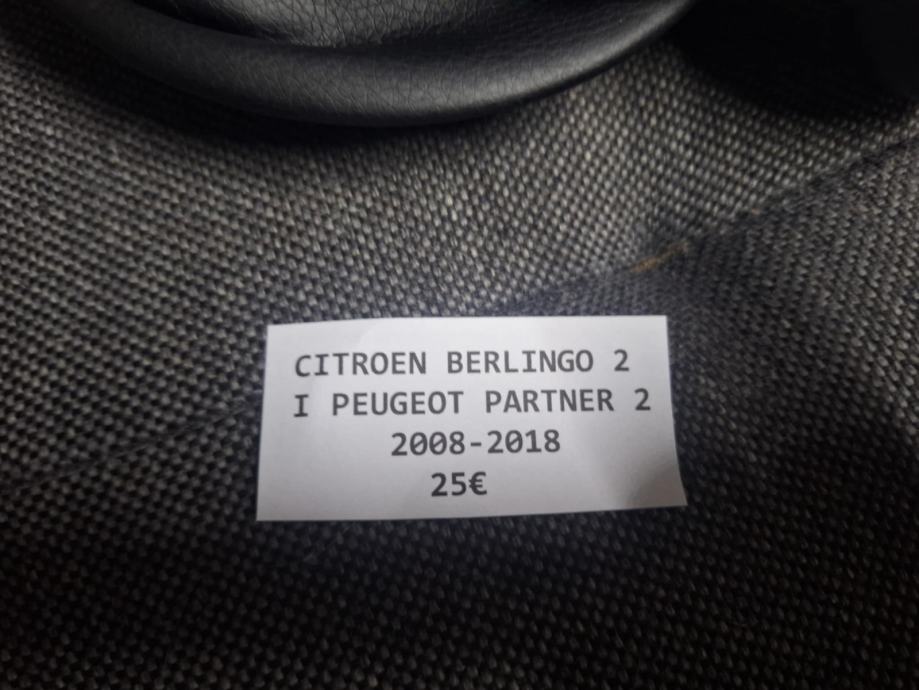 CITROEN BERLINGO 2
I PEUGEOT PARTNER 2
2008-2018
25€